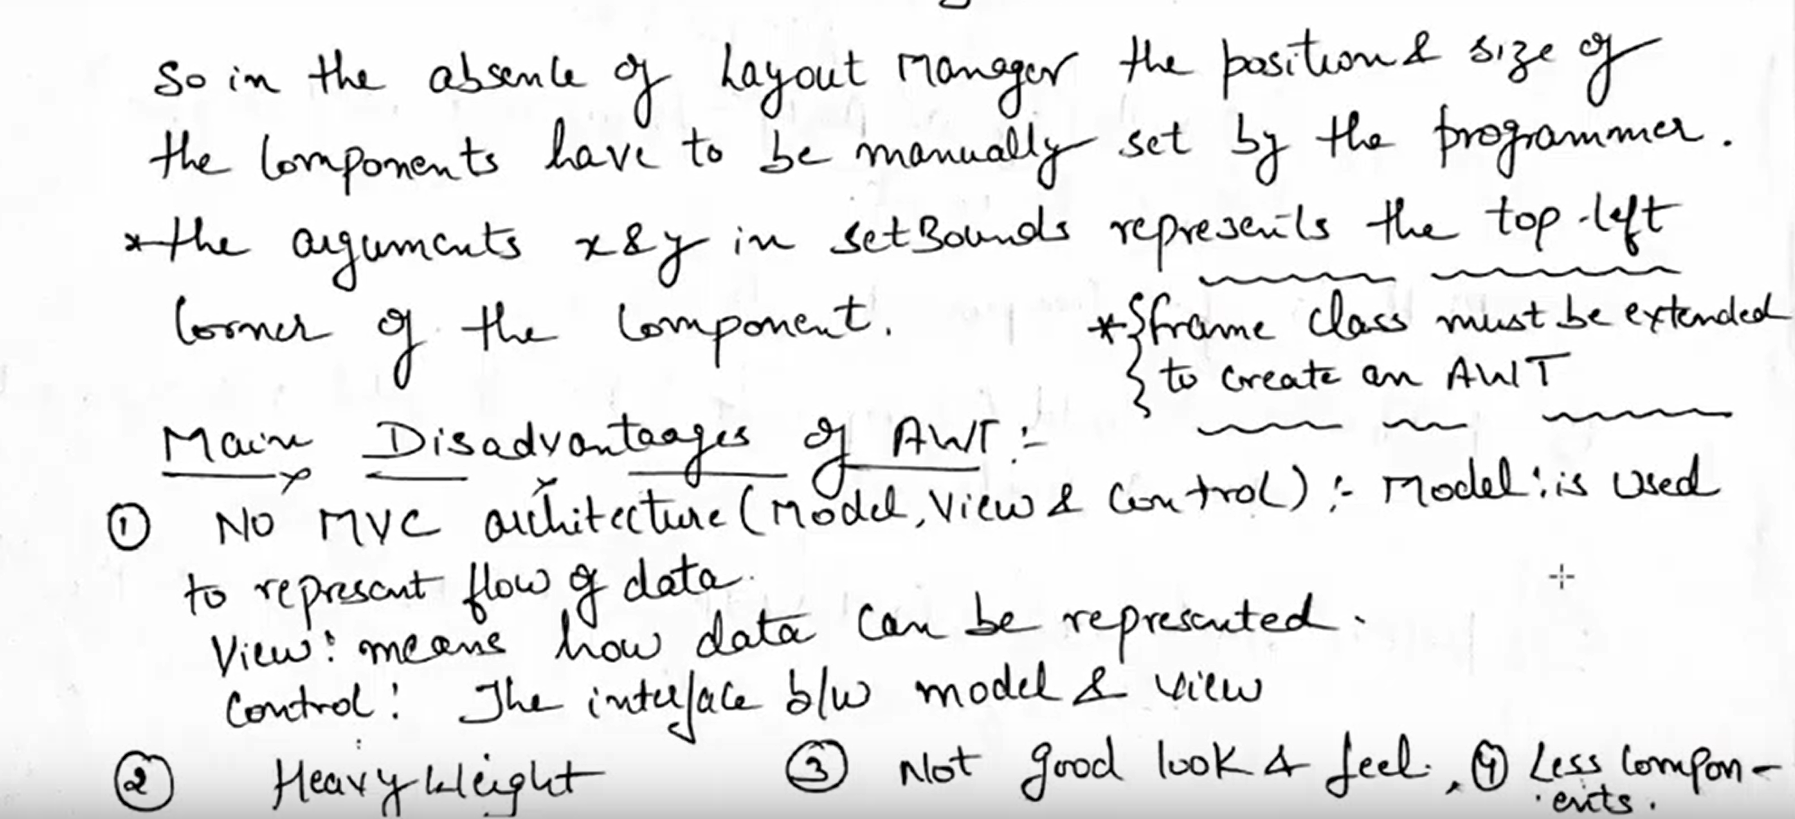 So in the absence of Layout Manager the position & size of
the Components have to be manually set by the programmer.
* the arguments x & y in setBounds represents the top-left
Corner of the Component.
* { frame class must be extended
to create an AWT
Main Disadvantaages of AWT :-
① No MVC architecture (Model, View & Control) :- Model : is used
to represent flow of data.
View : means how data can be represented.
Control : The interface b/w model & view
② Heavy Weight ③ Not good look & feel. , ④ Less Compon-
ents.